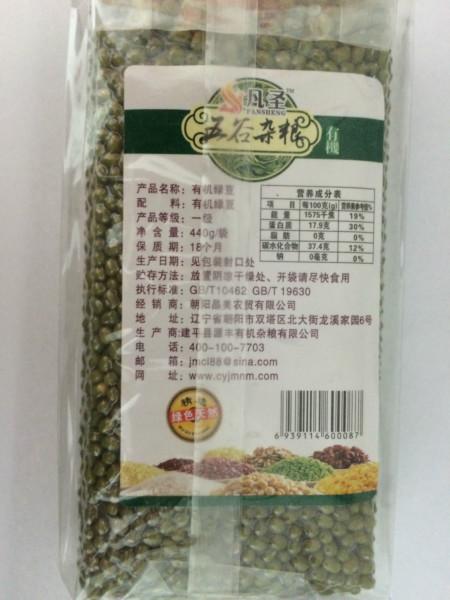 凡圣™
FANSHENG
五谷杂粮
有機
产品名称：有机绿豆
配　　料：有机绿豆
产品等级：一级
净 含 量：440g/袋
保 质 期：18个月
生产日期：见包装封口处
贮存方法：放置阴凉干燥处、开袋请尽快食用
执行标准：GB/T10462 GB/T 19630
经 销 商：朝阳晶美农贸有限公司
地　　址：辽宁省朝阳市双塔区北大街龙溪家园6号
生 产 商：建平县源丰有机杂粮有限公司
电　　话：400-100-7703
邮　　箱：jmcl88@sina.com
网　　址：www.cyjmnm.com
营养成分表
项　目 每100克(g) 营养素参考值%
能　量 1575千焦 19%
蛋白质 17.9克 30%
脂　肪 0克 0%
碳水化合物 37.4克 12%
钠 0毫克 0%
绿色天然
6939114600087